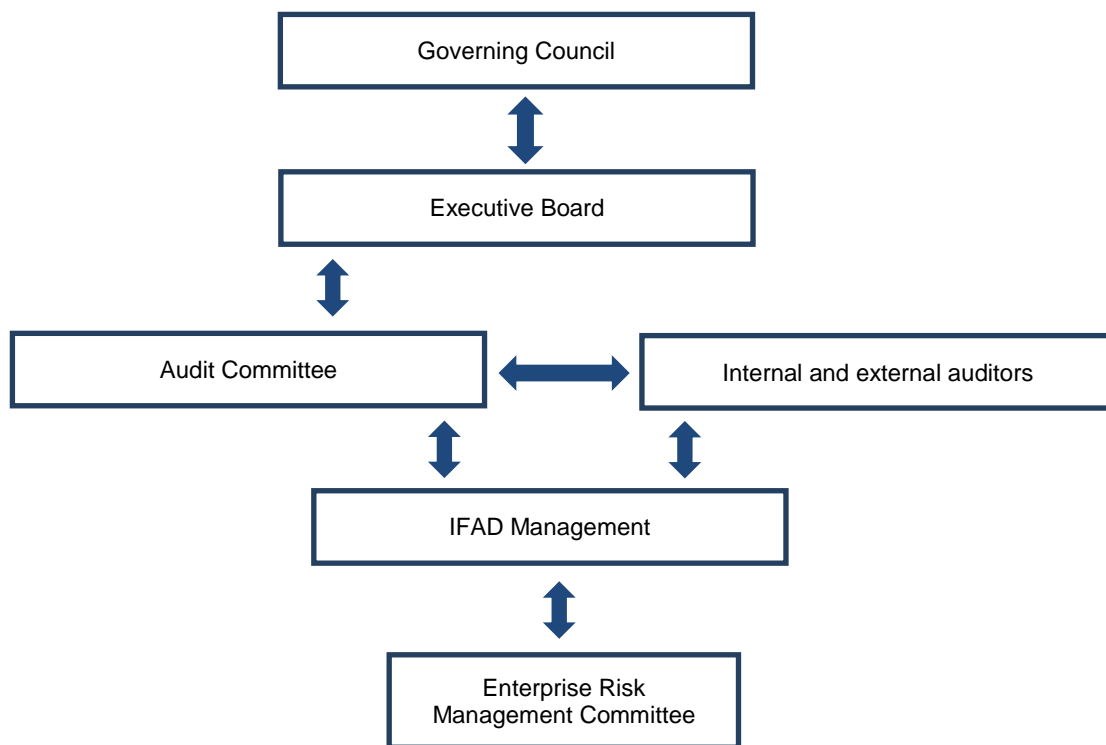 Governing Council
Executive Board
Audit Committee
Internal and external auditors
IFAD Management
Enterprise Risk
Management Committee